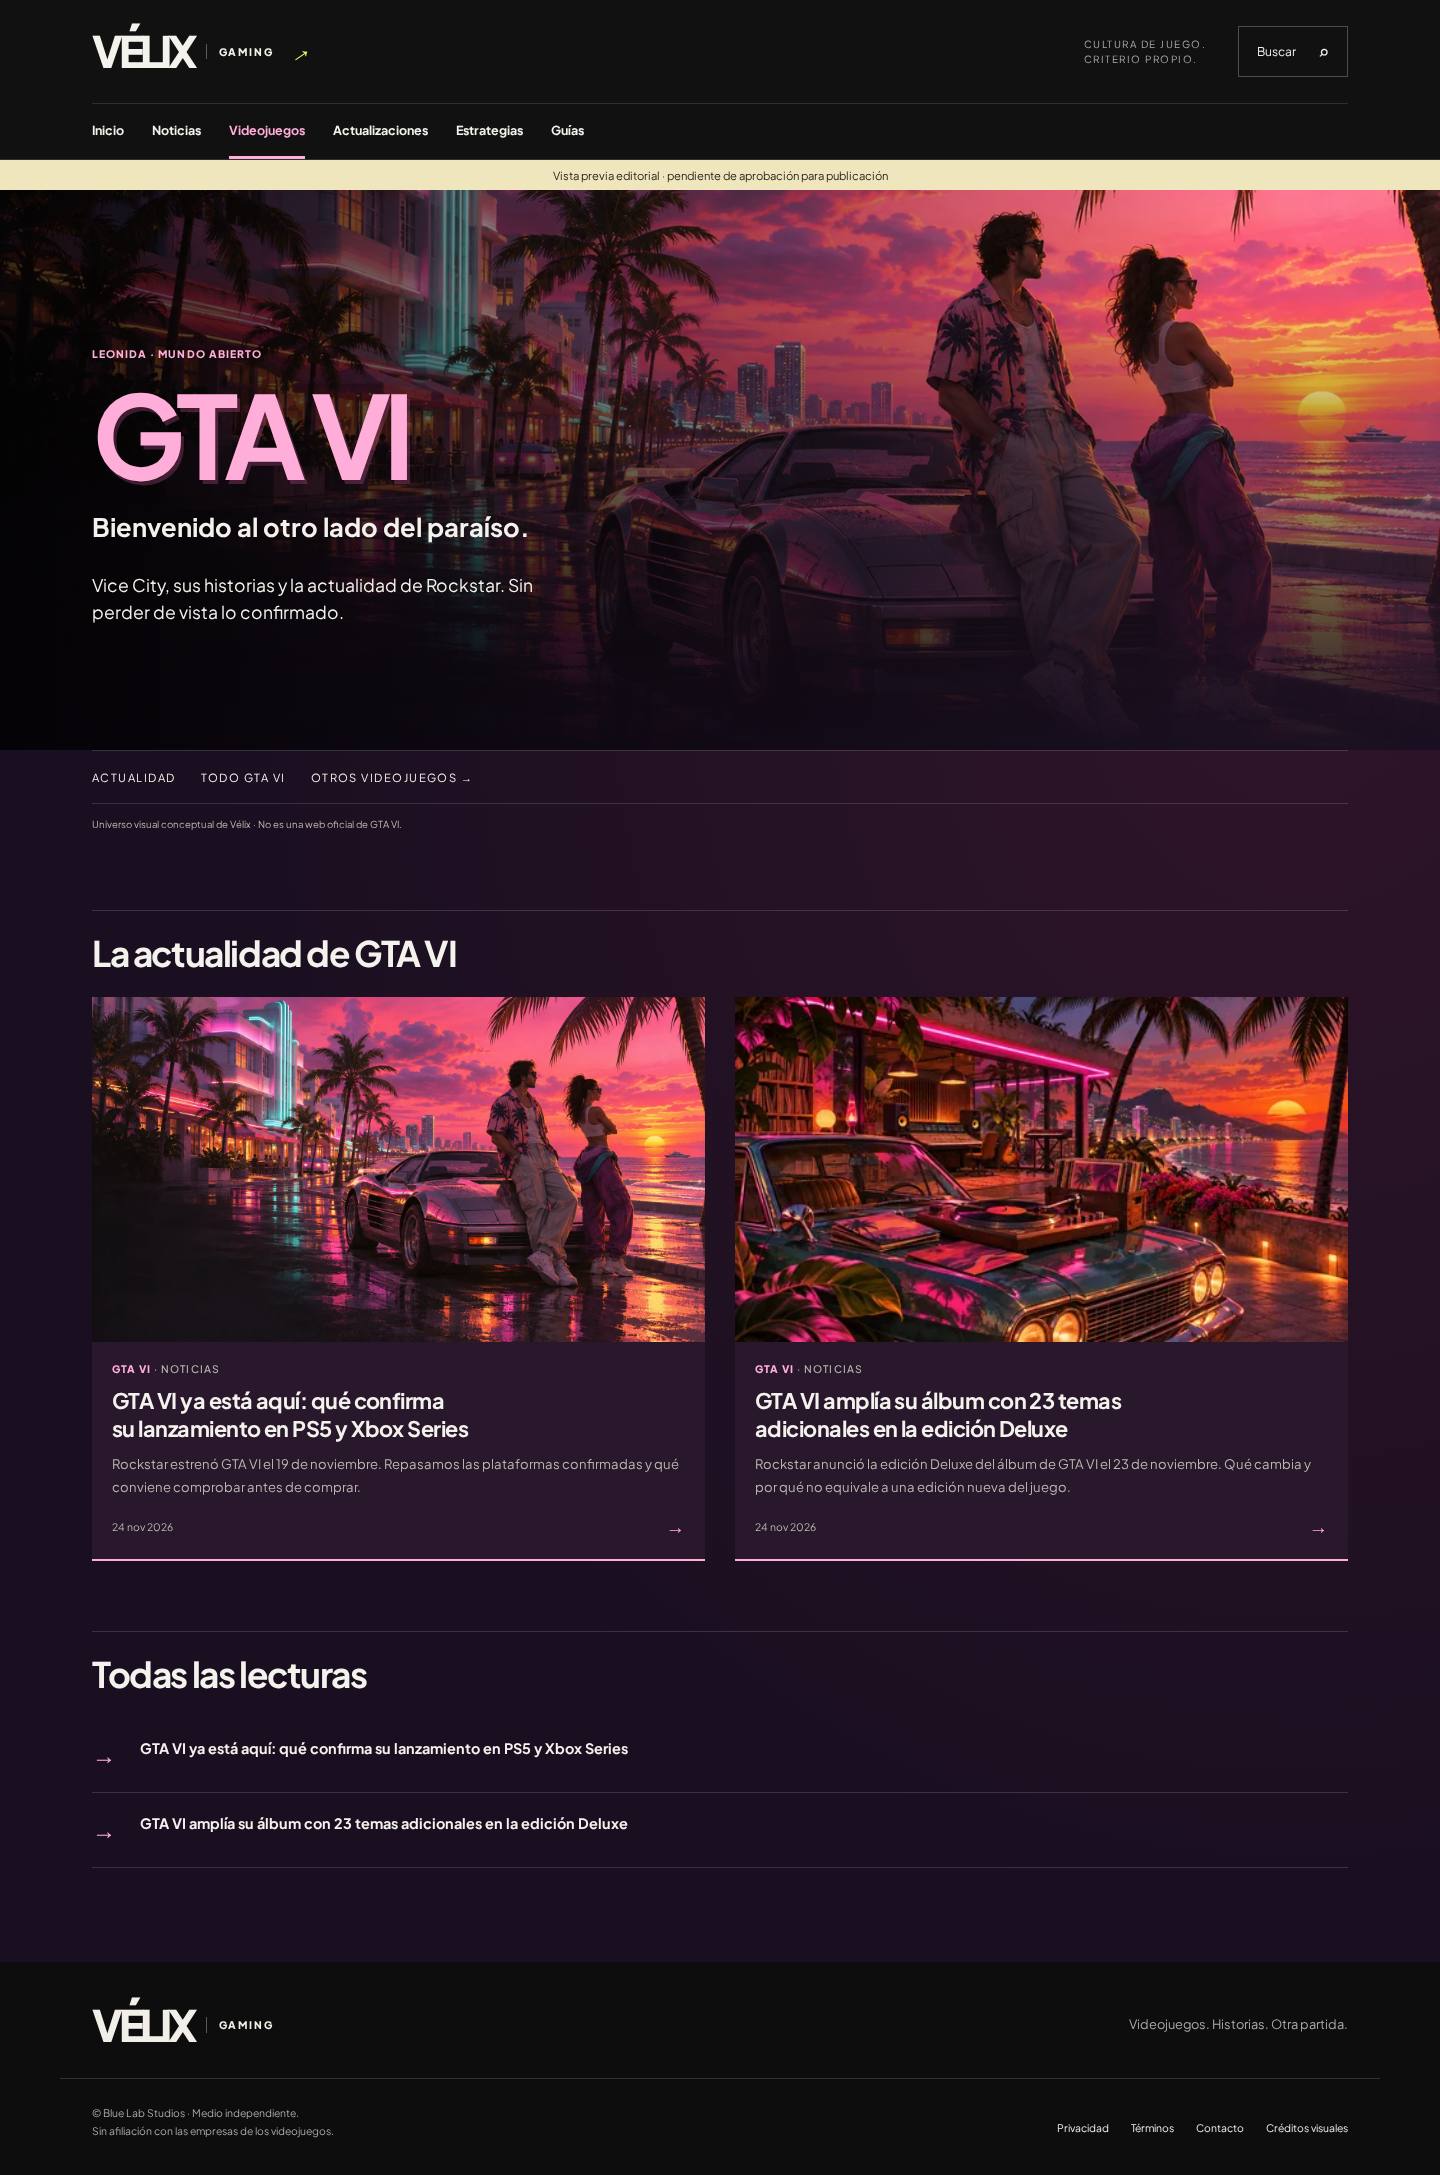 VÉLIX GAMING →
CULTURA DE JUEGO.
CRITERIO PROPIO.
Buscar
Inicio Noticias Videojuegos Actualizaciones Estrategias Guías
Vista previa editorial · pendiente de aprobación para publicación
LEONIDA · MUNDO ABIERTO
GTA VI
Bienvenido al otro lado del paraíso.
Vice City, sus historias y la actualidad de Rockstar. Sin
perder de vista lo confirmado.
ACTUALIDAD TODO GTA VI OTROS VIDEOJUEGOS →
Universo visual conceptual de Vélix · No es una web oficial de GTA VI.
La actualidad de GTA VI
GTA VI · NOTICIAS
GTA VI ya está aquí: qué confirma
su lanzamiento en PS5 y Xbox Series
Rockstar estrenó GTA VI el 19 de noviembre. Repasamos las plataformas confirmadas y qué
conviene comprobar antes de comprar.
24 nov 2026 →
GTA VI · NOTICIAS
GTA VI amplía su álbum con 23 temas
adicionales en la edición Deluxe
Rockstar anunció la edición Deluxe del álbum de GTA VI el 23 de noviembre. Qué cambia y
por qué no equivale a una edición nueva del juego.
24 nov 2026 →
Todas las lecturas
→ GTA VI ya está aquí: qué confirma su lanzamiento en PS5 y Xbox Series
→ GTA VI amplía su álbum con 23 temas adicionales en la edición Deluxe
VÉLIX GAMING
Videojuegos. Historias. Otra partida.
© Blue Lab Studios · Medio independiente.
Sin afiliación con las empresas de los videojuegos.
Privacidad Términos Contacto Créditos visuales